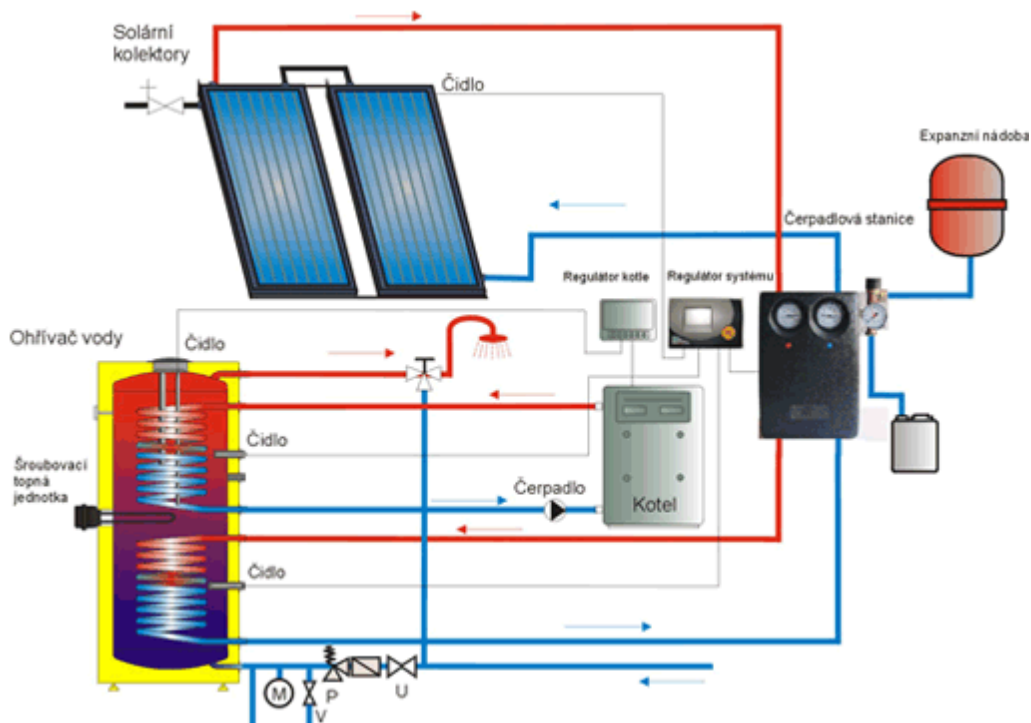 Solární
kolektory
Čidlo
Expanzní nádoba
Čerpadlová stanice
Regulátor kotle
Regulátor systému
Ohřívač vody
Čidlo
Čidlo
Šroubovací
topná
jednotka
Čerpadlo
Kotel
Čidlo
M
V
P
U